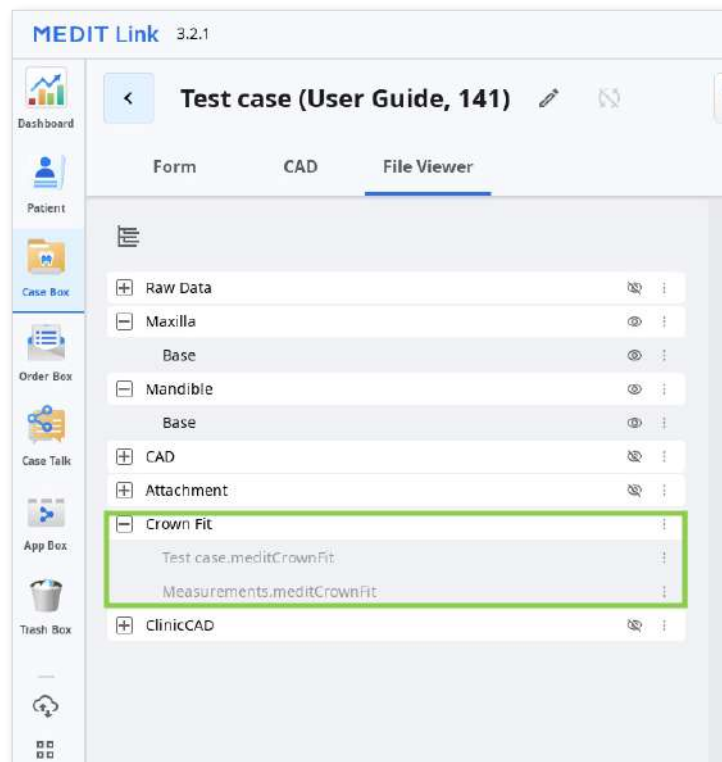 MEDIT Link 3.2.1
Dashboard
Patient
Case Box
Order Box
Case Talk
App Box
Trash Box
Test case (User Guide, 141)
Form CAD File Viewer
Raw Data
Maxilla
Base
Mandible
Base
CAD
Attachment
Crown Fit
Test case.meditCrownFit
Measurements.meditCrownFit
ClinicCAD